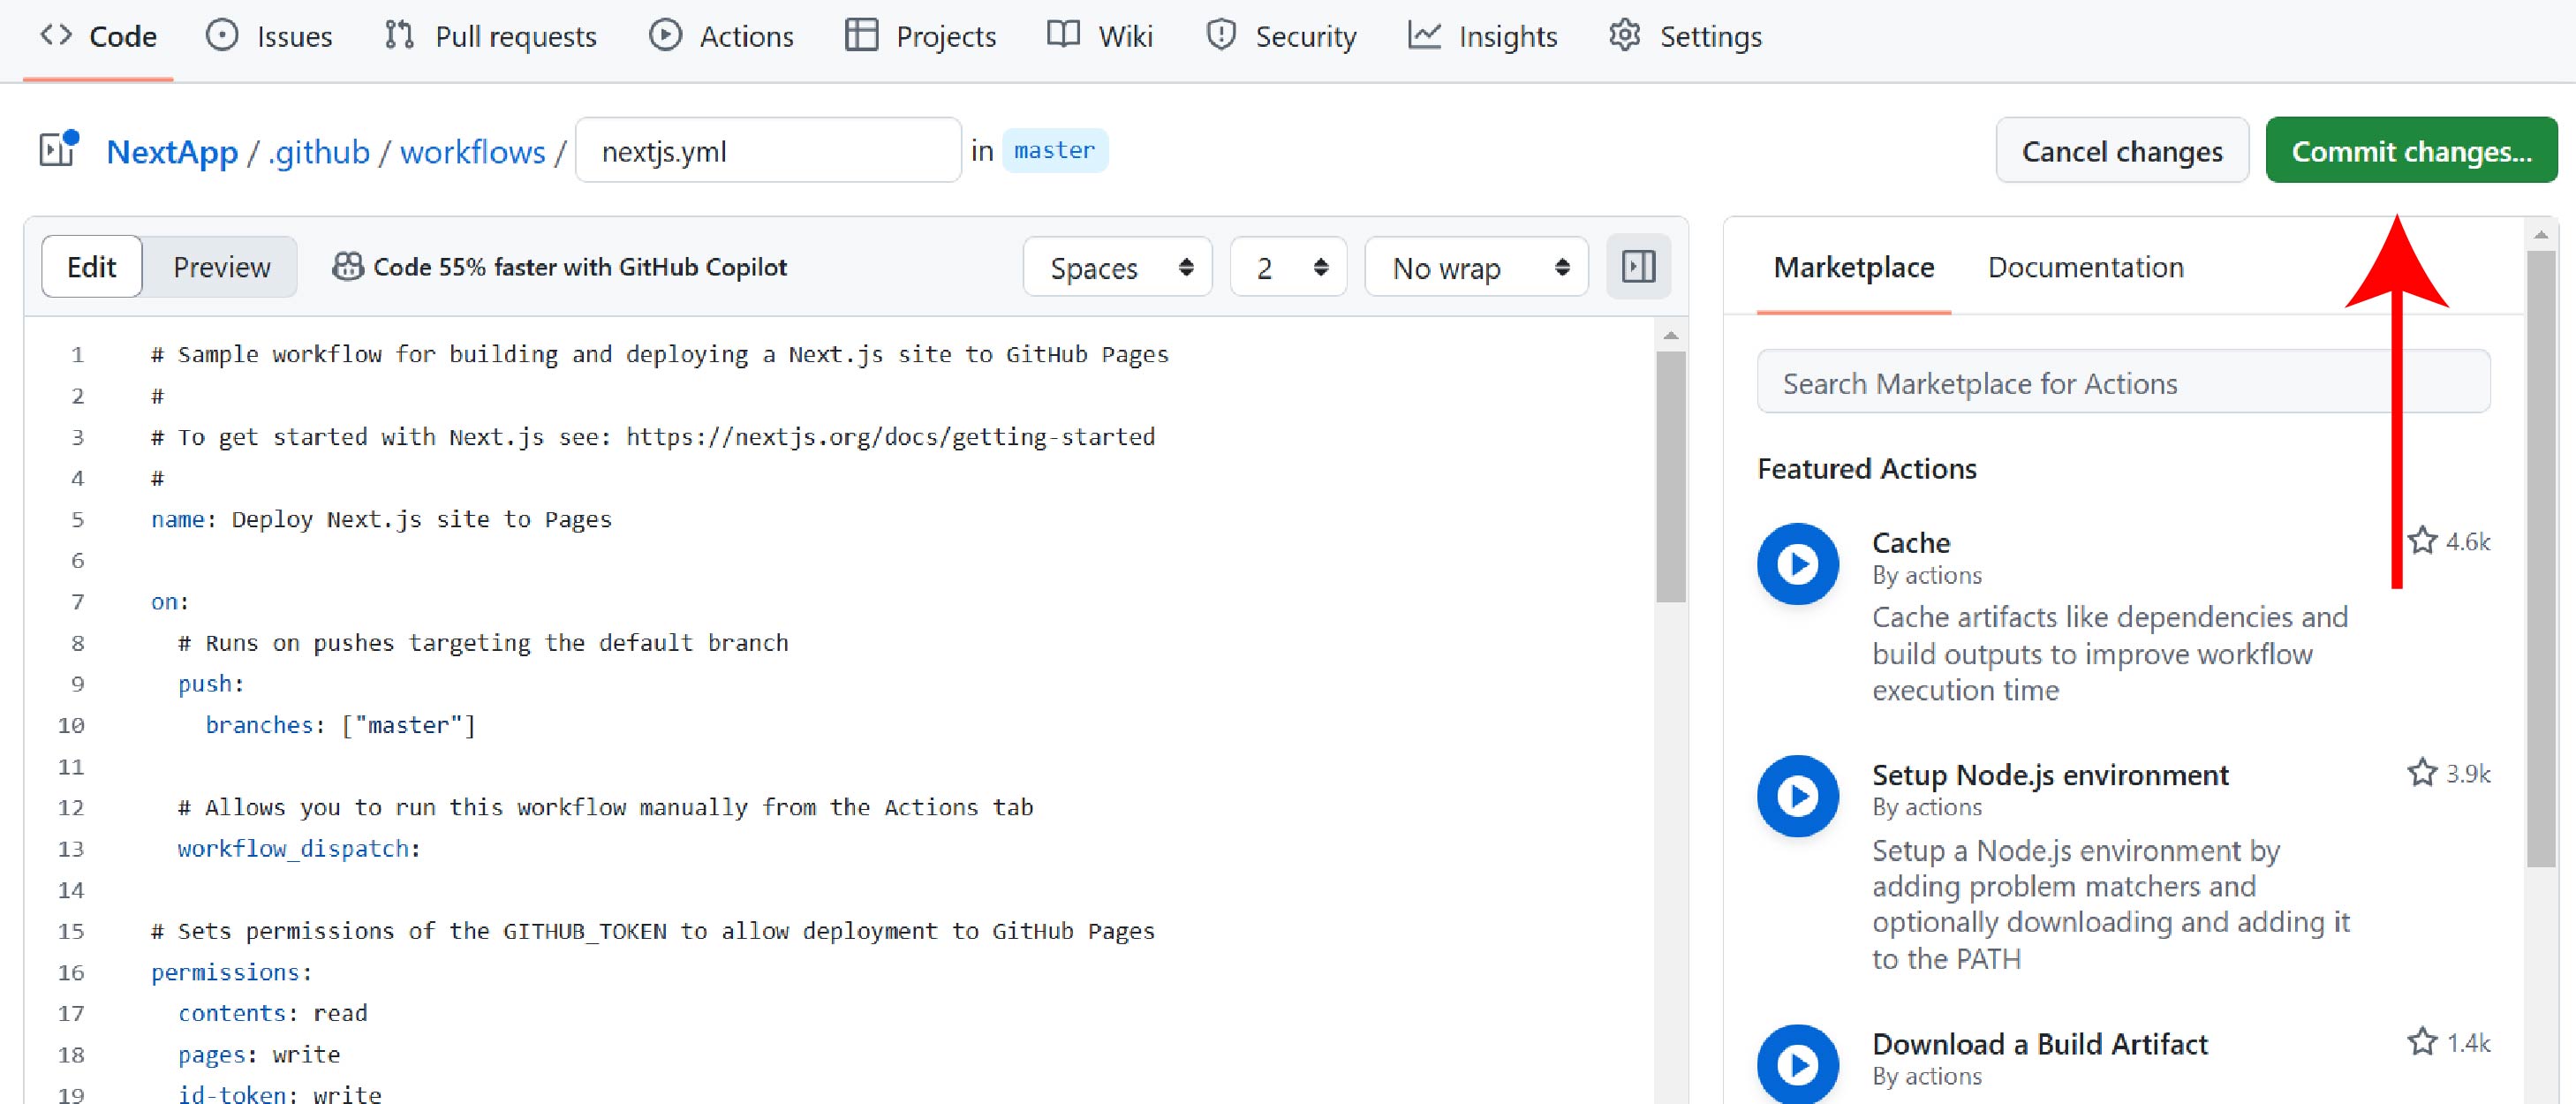 Code Issues Pull requests Actions Projects Wiki Security Insights Settings
NextApp / .github / workflows / nextjs.yml in master Cancel changes Commit changes...
Edit Preview Code 55% faster with GitHub Copilot Spaces 2 No wrap
1 # Sample workflow for building and deploying a Next.js site to GitHub Pages
2 #
3 # To get started with Next.js see: https://nextjs.org/docs/getting-started
4 #
5 name: Deploy Next.js site to Pages
6
7 on:
8 # Runs on pushes targeting the default branch
9 push:
10 branches: ["master"]
11
12 # Allows you to run this workflow manually from the Actions tab
13 workflow_dispatch:
14
15 # Sets permissions of the GITHUB_TOKEN to allow deployment to GitHub Pages
16 permissions:
17 contents: read
18 pages: write
19 id-token: write
Marketplace Documentation
Search Marketplace for Actions
Featured Actions
Cache 4.6k
By actions
Cache artifacts like dependencies and
build outputs to improve workflow
execution time
Setup Node.js environment 3.9k
By actions
Setup a Node.js environment by
adding problem matchers and
optionally downloading and adding it
to the PATH
Download a Build Artifact 1.4k
By actions